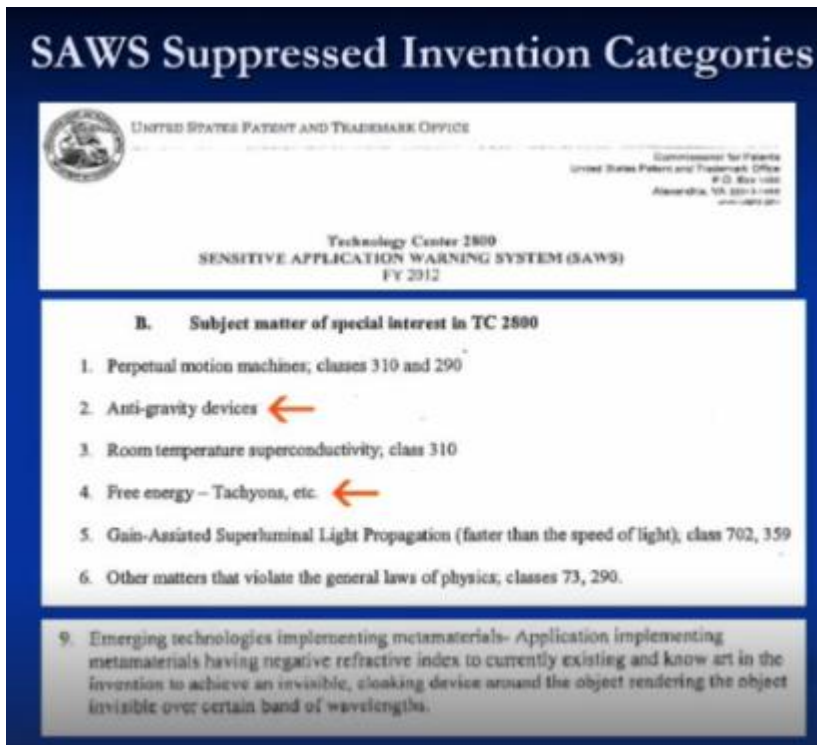 SAWS Suppressed Invention Categories
UNITED STATES PATENT AND TRADEMARK OFFICE
Commissioner for Patents
United States Patent and Trademark Office
P.O. Box 1450
Alexandria, VA
Technology Center 2800
SENSITIVE APPLICATION WARNING SYSTEM (SAWS)
FY 2012
B. Subject matter of special interest in TC 2800
1. Perpetual motion machines; classes 310 and 290
2. Anti-gravity devices
3. Room temperature superconductivity; class 310
4. Free energy – Tachyons, etc.
5. Gain-Assisted Superluminal Light Propagation (faster than the speed of light); class 702, 359
6. Other matters that violate the general laws of physics; classes 73, 290.
9. Emerging technologies implementing metamaterials- Application implementing
metamaterials having negative refractive index to currently existing and know art in the
invention to achieve an invisible, cloaking device around the object rendering the object
invisible over certain band of wavelengths.